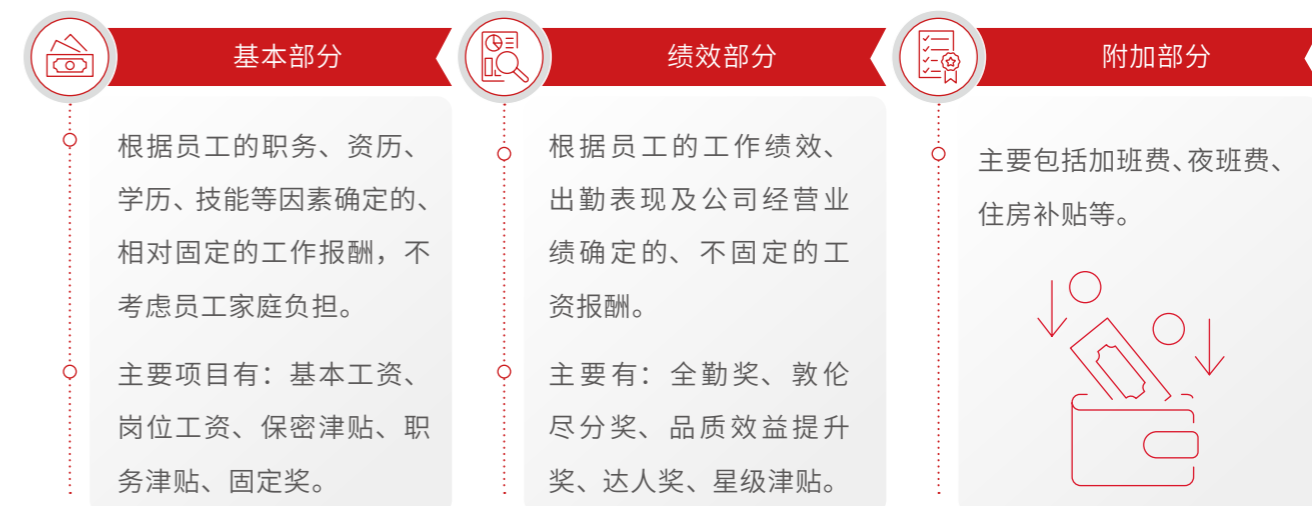 基本部分
根据员工的职务、资历、
学历、技能等因素确定的、
相对固定的工作报酬，不
考虑员工家庭负担。
主要项目有：基本工资、
岗位工资、保密津贴、职
务津贴、固定奖。
绩效部分
根据员工的工作绩效、
出勤表现及公司经营业
绩确定的、不固定的工
资报酬。
主要有：全勤奖、敦伦
尽分奖、品质效益提升
奖、达人奖、星级津贴。
附加部分
主要包括加班费、夜班费、
住房补贴等。